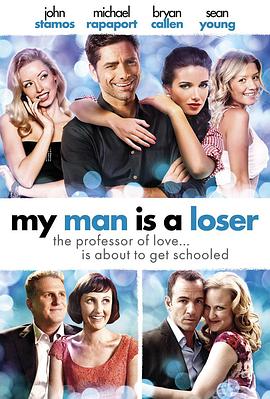 john michael bryan sean
stamos rapaport callen young
my man is a loser
the professor of love...
is about to get schooled